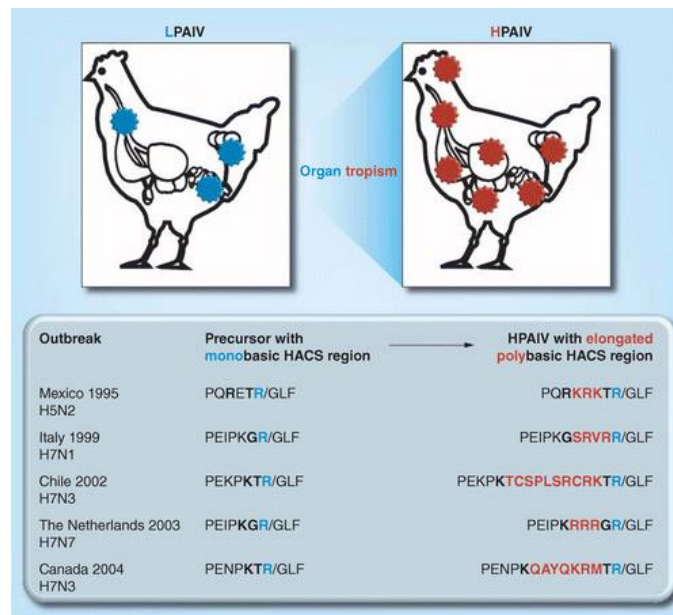 LPAIV
HPAIV
Organ tropism
Outbreak
Precursor with
monobasic HACS region
HPAIV with elongated
polybasic HACS region
Mexico 1995
H5N2
PQRETR/GLF
PQRKRKTR/GLF
Italy 1999
H7N1
PEIPKGR/GLF
PEIPKGSRVRR/GLF
Chile 2002
H7N3
PEKPKTR/GLF
PEKPKTCSPLSRCRKTR/GLF
The Netherlands 2003
H7N7
PEIPKGR/GLF
PEIPKRRRGR/GLF
Canada 2004
H7N3
PENPKTR/GLF
PENPKQAYQKRMTR/GLF